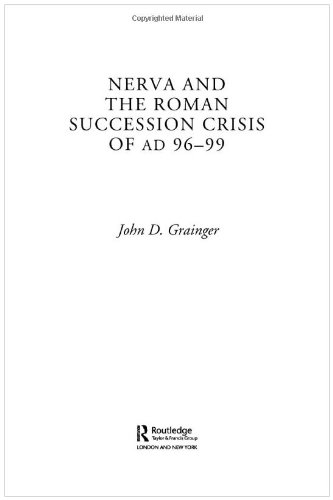 Copyrighted Material
NERVA AND
THE ROMAN
SUCCESSION CRISIS
OF AD 96–99
John D. Grainger
R
Routledge
Taylor & Francis Group
LONDON AND NEW YORK